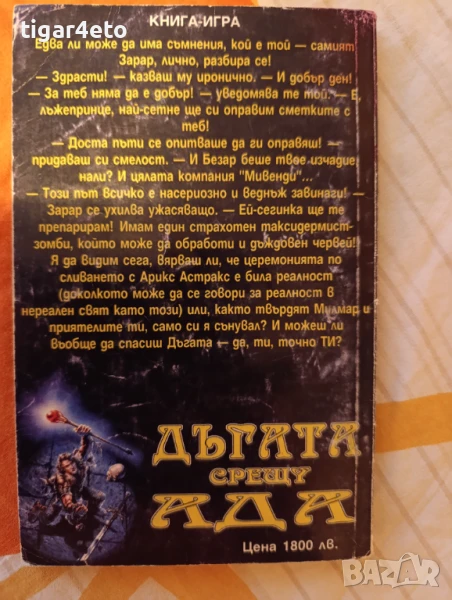 tigar4eto
КНИГА-ИГРА
Едва ли може да има съмнения, кой е той — самият
Зарар, лично, разбира се!
— Здрасти! — казваш му иронично. — И добър ден!
— За теб няма да е добър! — уведомява те той. — Е,
лъжепринце, най-сетне ще си оправим сметките с
теб!
— Доста пъти се опитваше да ги оправяш! —
придаваш си смелост. — И Безар беше твое изчадие,
нали? И цялата компания "Мивенди"...
— Този път всичко е насериозно и веднъж завинаги! —
Зарар се ухилва ужасяващо. — Ей-сегинка ще те
препарирам! Имам един страхотен таксидермист-
зомби, който може да обработи и дъждовен червей!
Я да видим сега, вярваш ли, че церемонията по
сливането с Арикс Астракс е била реалност
(доколкото може да се говори за реалност в
нереален свят като този) или, както твърдят Милмар и
приятелите ти, само си я сънувал? И можеш ли
въобще да спасиш Дъгата — де, ти, точно ТИ?
ДЪГАТА
СРЕЩУ
АДА
Цена 1800 лв.
BAZAR